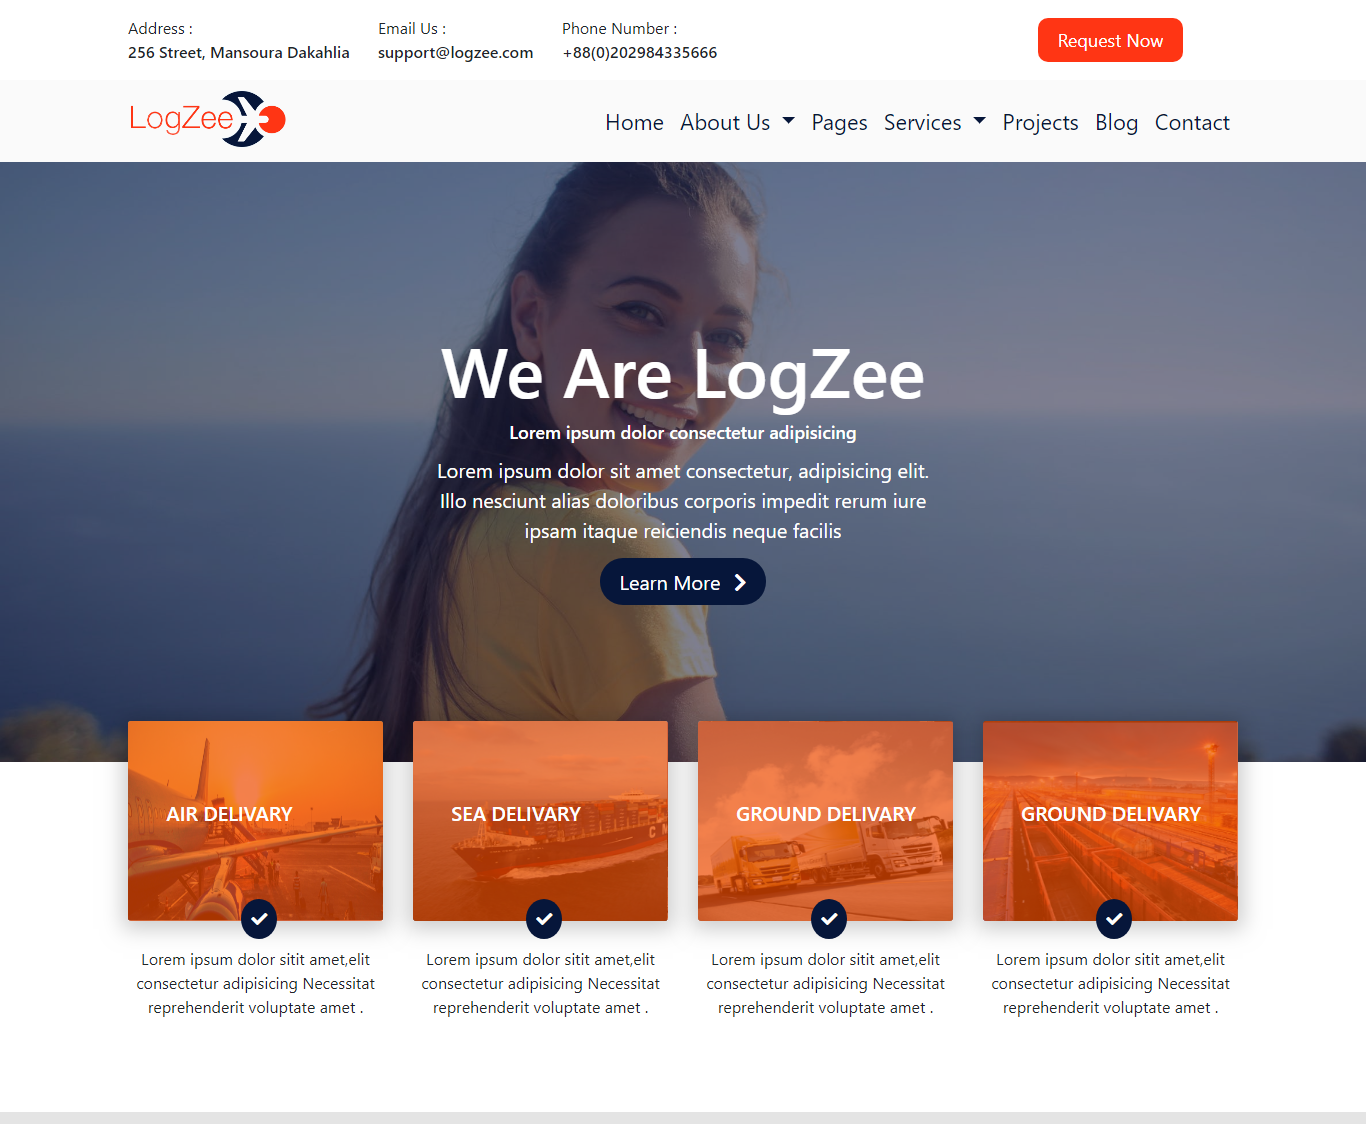 Address :
256 Street, Mansoura Dakahlia
Email Us :
support@logzee.com
Phone Number :
+88(0)202984335666
Request Now
LogZee
Home About Us Pages Services Projects Blog Contact
We Are LogZee
Lorem ipsum dolor consectetur adipisicing
Lorem ipsum dolor sit amet consectetur, adipisicing elit.
Illo nesciunt alias doloribus corporis impedit rerum iure
ipsam itaque reiciendis neque facilis
Learn More
AIR DELIVARY
Lorem ipsum dolor sitit amet,elit
consectetur adipisicing Necessitat
reprehenderit voluptate amet .
SEA DELIVARY
C M
Lorem ipsum dolor sitit amet,elit
consectetur adipisicing Necessitat
reprehenderit voluptate amet .
GROUND DELIVARY
Lorem ipsum dolor sitit amet,elit
consectetur adipisicing Necessitat
reprehenderit voluptate amet .
GROUND DELIVARY
Lorem ipsum dolor sitit amet,elit
consectetur adipisicing Necessitat
reprehenderit voluptate amet .